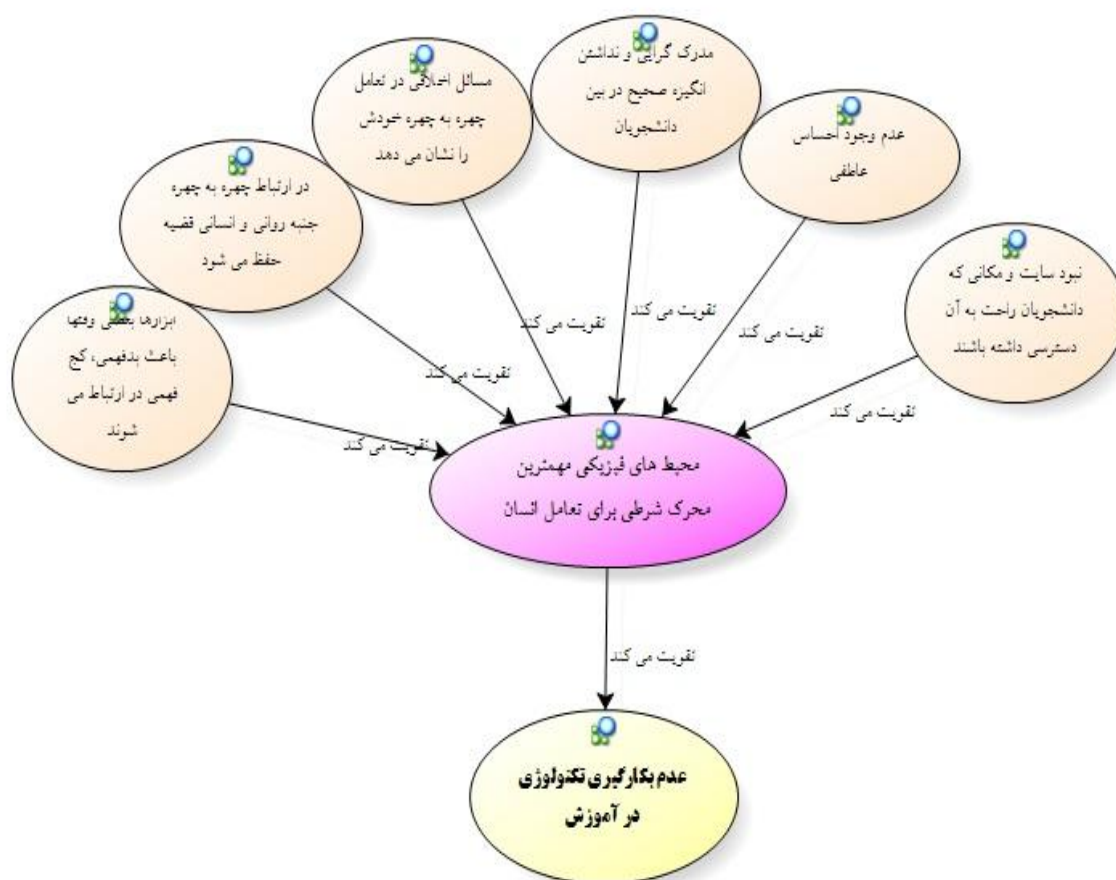 مدرک گرایی و نداشتن
انگیزه صحیح در بین
دانشجویان
مسائل اخلاقی در تعامل
چهره به چهره خودش
را نشان می دهد
عدم وجود احساس
عاطفی
در ارتباط چهره به چهره
جنبه روانی و انسانی قضیه
حفظ می شود
نبود سایت و مکانی که
دانشجویان راحت به آن
دسترسی داشته باشند
ابزارها بعضی وقتها
باعث بدفهمی، کج
فهمی در ارتباط می
شوند
تقویت می کند
تقویت می کند
تقویت می کند
تقویت می کند
تقویت می کند
تقویت می کند
محیط های فیزیکی مهمترین
محرک شرطی برای تعامل انسان
تقویت می کند
عدم بکارگیری تکنولوژی
در آموزش